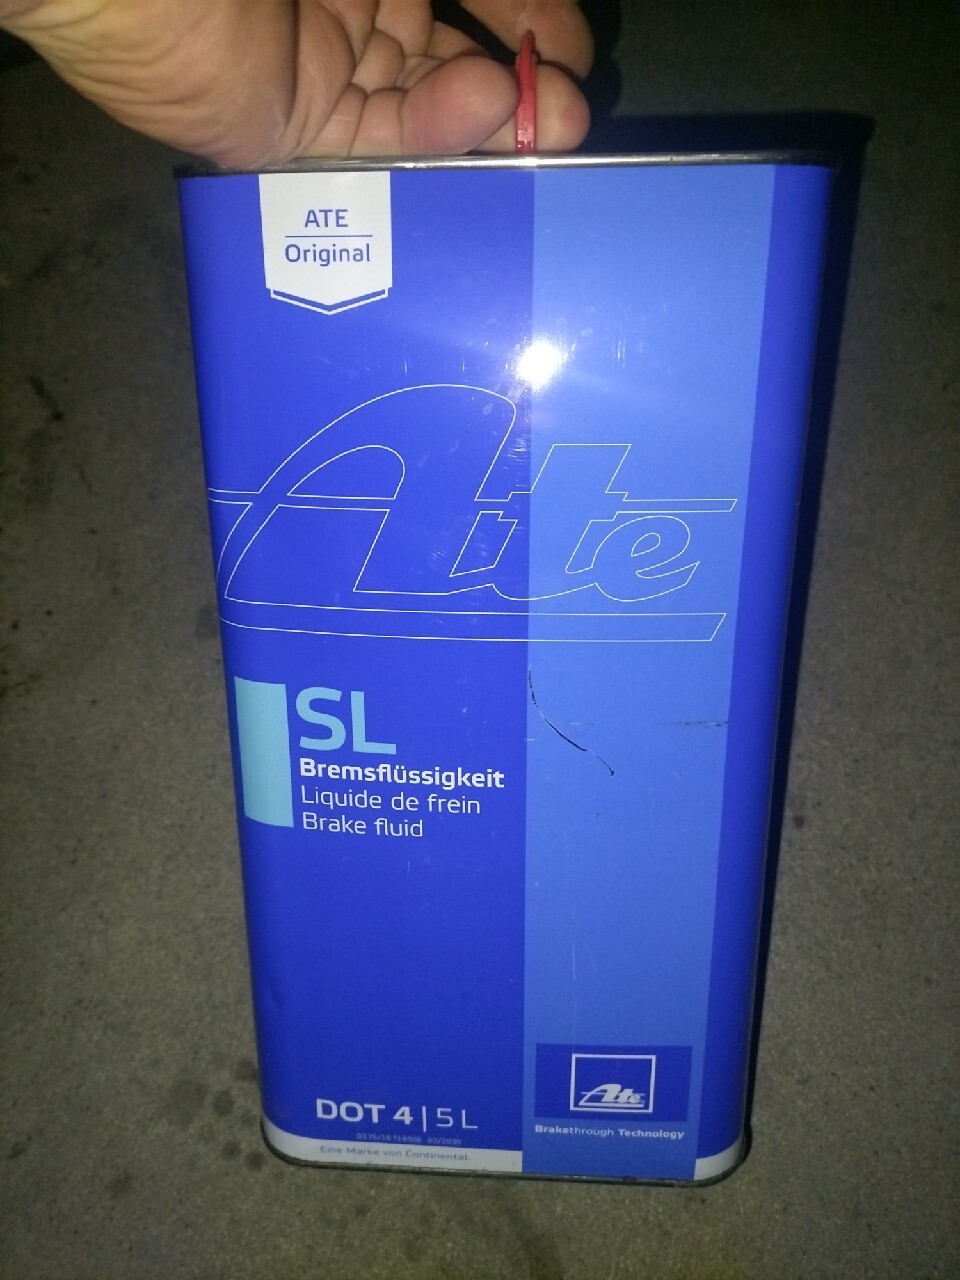 ATE
Original
Ate
SL
Bremsflüssigkeit
Liquide de frein
Brake fluid
DOT 4 | 5 L
Eine Marke von Continental.
Ate
Brakethrough Technology